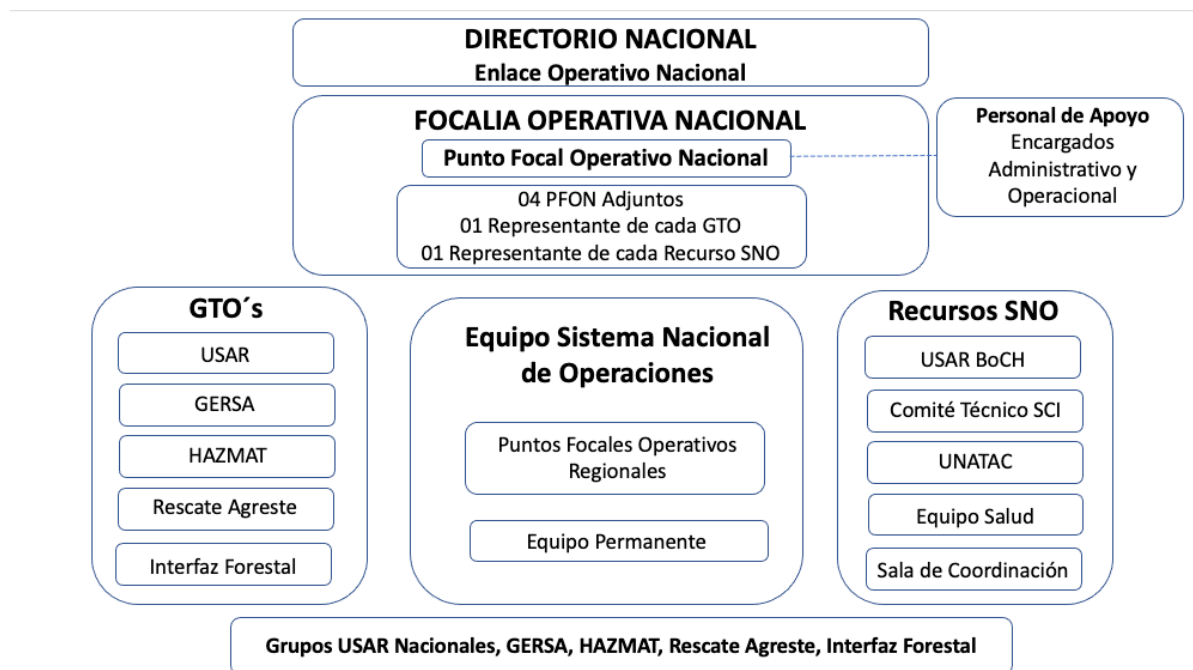 DIRECTORIO NACIONAL
Enlace Operativo Nacional
FOCALIA OPERATIVA NACIONAL
Punto Focal Operativo Nacional
04 PFON Adjuntos
01 Representante de cada GTO
01 Representante de cada Recurso SNO
Personal de Apoyo
Encargados
Administrativo y
Operacional
GTO´s
USAR
GERSA
HAZMAT
Rescate Agreste
Interfaz Forestal
Equipo Sistema Nacional
de Operaciones
Puntos Focales Operativos
Regionales
Equipo Permanente
Recursos SNO
USAR BoCH
Comité Técnico SCI
UNATAC
Equipo Salud
Sala de Coordinación
Grupos USAR Nacionales, GERSA, HAZMAT, Rescate Agreste, Interfaz Forestal